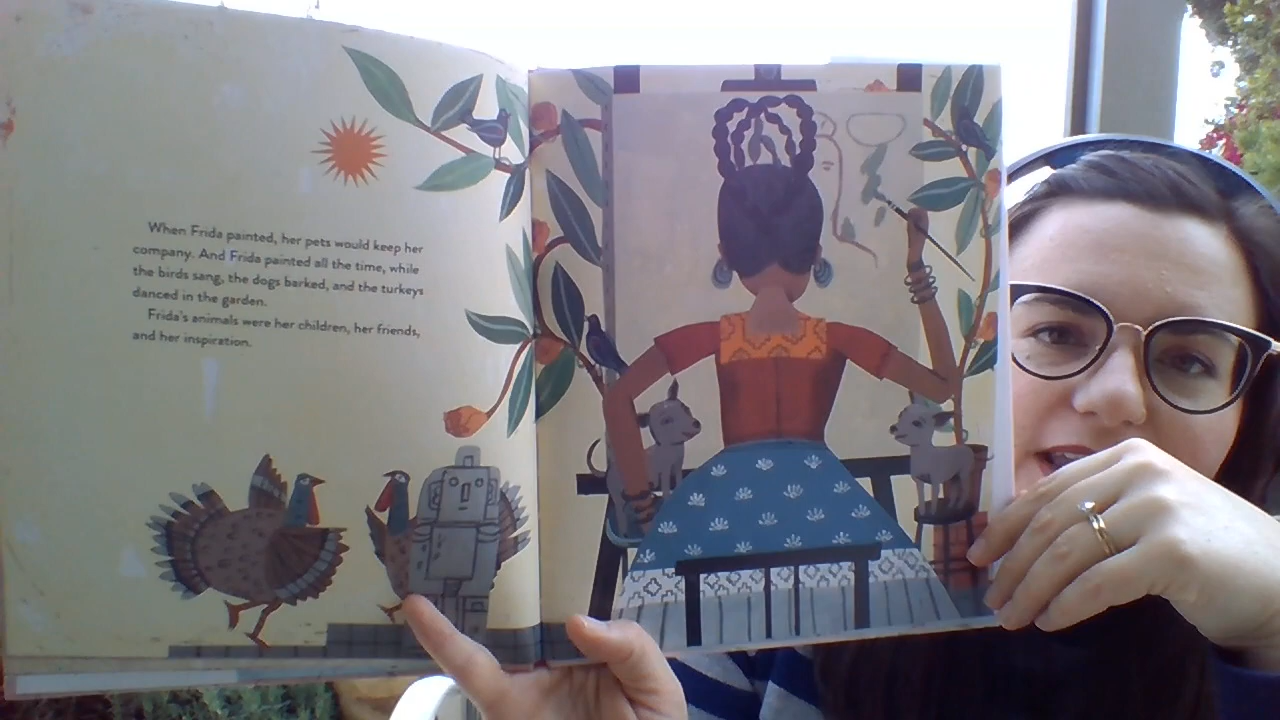 When Frida painted, her pets would keep her
company. And Frida painted all the time, while
the birds sang, the dogs barked, and the turkeys
danced in the garden.
Frida's animals were her children, her friends,
and her inspiration.